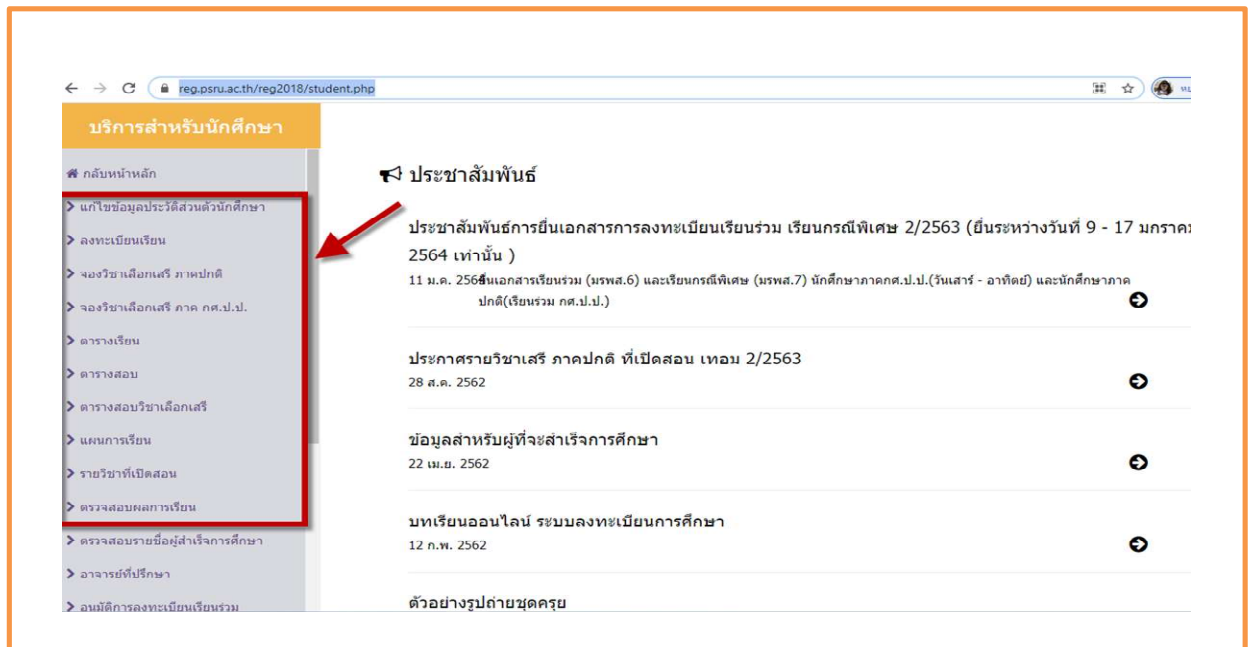 reg.psru.ac.th/reg2018/student.php
บริการสำหรับนักศึกษา
กลับหน้าหลัก
แก้ไขข้อมูลประวัติส่วนตัวนักศึกษา
ลงทะเบียนเรียน
จองวิชาเลือกเสรี ภาคปกติ
จองวิชาเลือกเสรี ภาค กศ.ป.ป.
ตารางเรียน
ตารางสอบ
ตารางสอบวิชาเลือกเสรี
แผนการเรียน
รายวิชาที่เปิดสอน
ตรวจสอบผลการเรียน
ตรวจสอบรายชื่อผู้สำเร็จการศึกษา
อาจารย์ที่ปรึกษา
อนุมัติการลงทะเบียนเรียนร่วม
ประชาสัมพันธ์
ประชาสัมพันธ์การยื่นเอกสารการลงทะเบียนเรียนร่วม เรียนกรณีพิเศษ 2/2563 (ยื่นระหว่างวันที่ 9 - 17 มกราคม
2564 เท่านั้น )
11 ม.ค. 2564 ยื่นเอกสารเรียนร่วม (มรพส.6) และเรียนกรณีพิเศษ (มรพส.7) นักศึกษาภาคกศ.ป.ป.(วันเสาร์ - อาทิตย์) และนักศึกษาภาค
ปกติ(เรียนร่วม กศ.ป.ป.)
ประกาศรายวิชาเสรี ภาคปกติ ที่เปิดสอน เทอม 2/2563
28 ส.ค. 2562
ข้อมูลสำหรับผู้ที่จะสำเร็จการศึกษา
22 เม.ย. 2562
บทเรียนออนไลน์ ระบบลงทะเบียนการศึกษา
12 ก.พ. 2562
ตัวอย่างรูปถ่ายชุดครุย